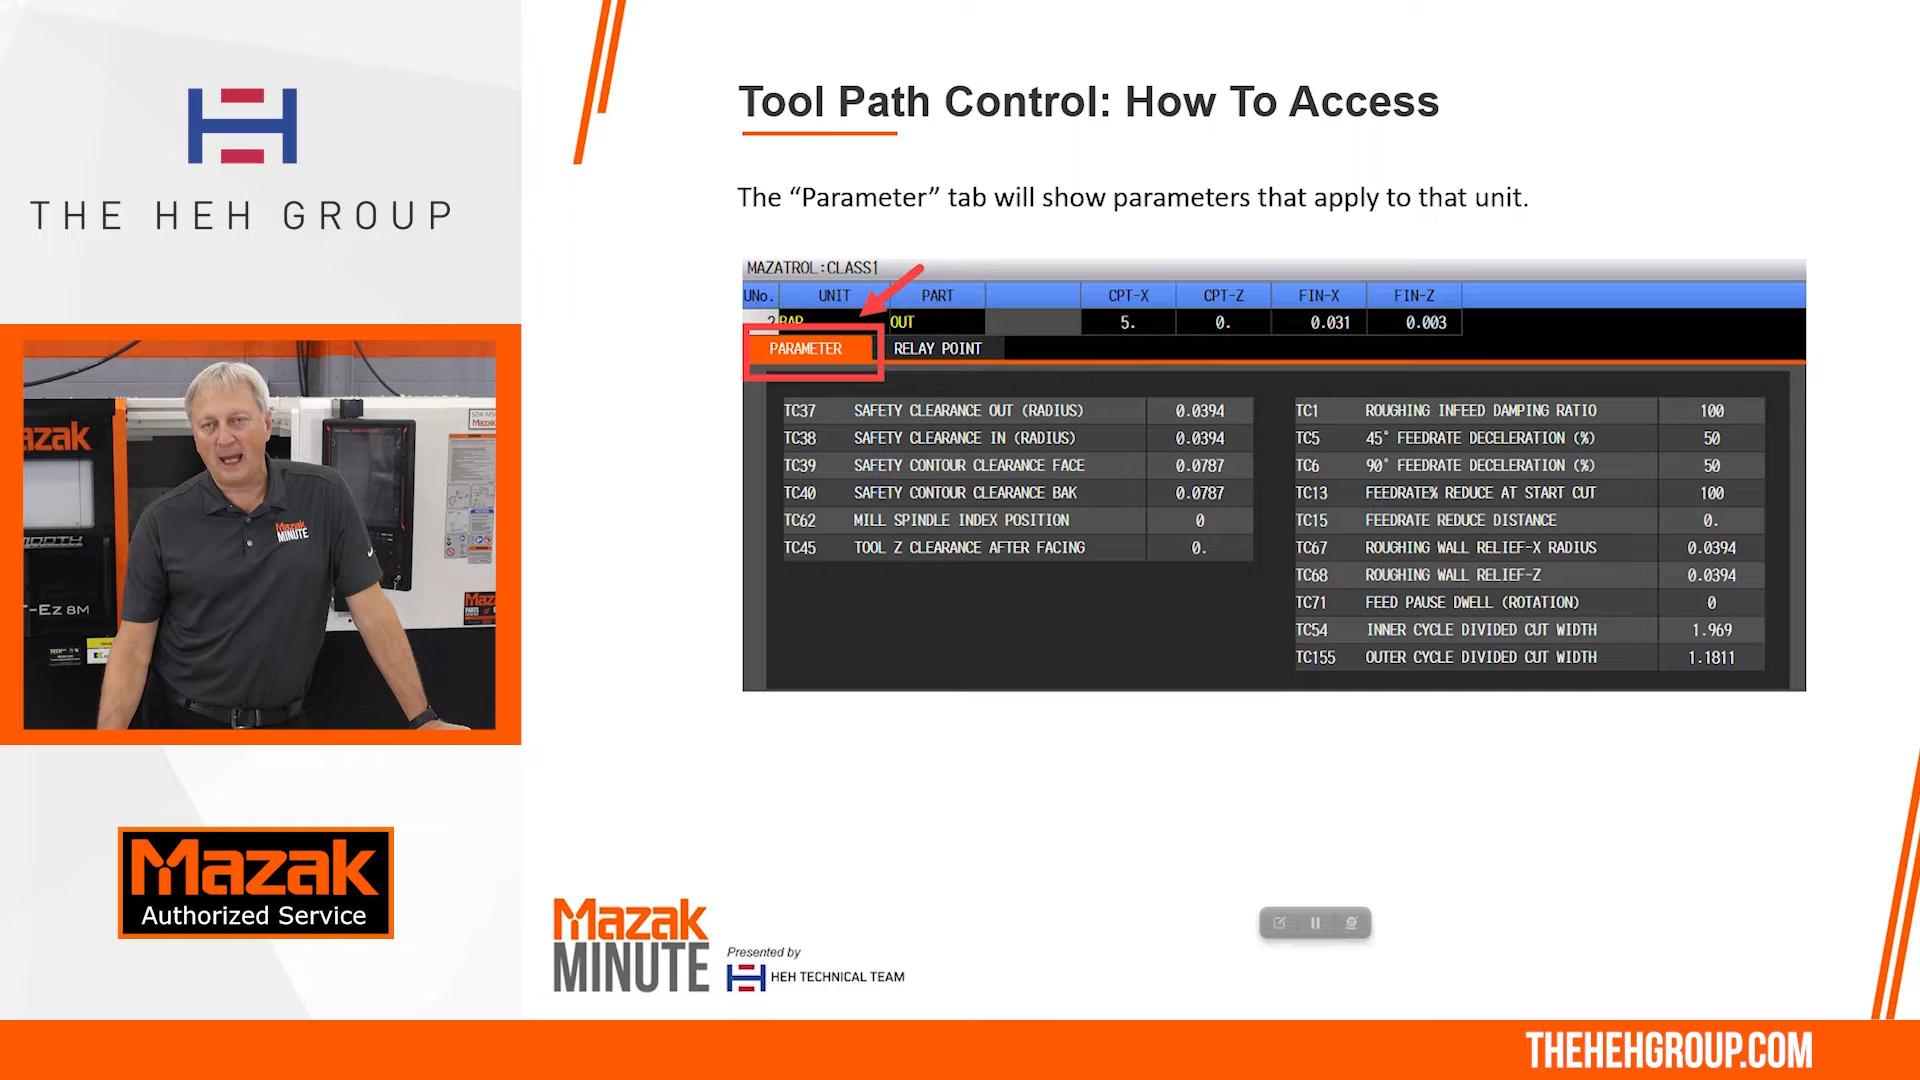 THE HEH GROUP
Tool Path Control: How To Access
The “Parameter” tab will show parameters that apply to that unit.
MAZATROL:CLASS1
UNo. UNIT PART CPT-X CPT-Z FIN-X FIN-Z
2 BAR OUT 5. 0. 0.031 0.003
PARAMETER RELAY POINT
TC37 SAFETY CLEARANCE OUT (RADIUS) 0.0394
TC38 SAFETY CLEARANCE IN (RADIUS) 0.0394
TC39 SAFETY CONTOUR CLEARANCE FACE 0.0787
TC40 SAFETY CONTOUR CLEARANCE BAK 0.0787
TC62 MILL SPINDLE INDEX POSITION 0
TC45 TOOL Z CLEARANCE AFTER FACING 0.
TC1 ROUGHING INFEED DAMPING RATIO 100
TC5 45° FEEDRATE DECELERATION (%) 50
TC6 90° FEEDRATE DECELERATION (%) 50
TC13 FEEDRATE% REDUCE AT START CUT 100
TC15 FEEDRATE REDUCE DISTANCE 0.
TC67 ROUGHING WALL RELIEF-X RADIUS 0.0394
TC68 ROUGHING WALL RELIEF-Z 0.0394
TC71 FEED PAUSE DWELL (ROTATION) 0
TC54 INNER CYCLE DIVIDED CUT WIDTH 1.969
TC155 OUTER CYCLE DIVIDED CUT WIDTH 1.1811
azak
OOTH
-Ez 8M
Mazak
MINUTE
Mazak
Authorized Service
Mazak
MINUTE
Presented by
HEH TECHNICAL TEAM
THEHEHGROUP.COM